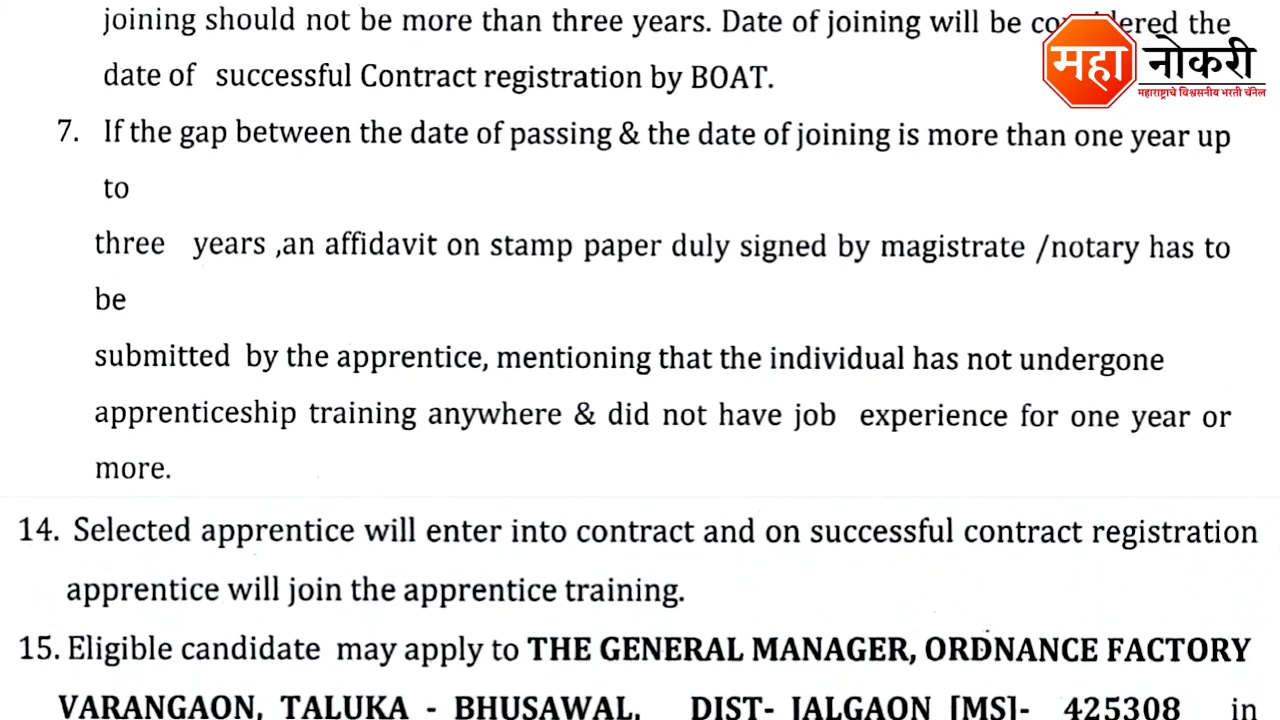 joining should not be more than three years. Date of joining will be considered the
date of successful Contract registration by BOAT.
महा नोकरी
महाराष्ट्राचे विश्वसनीय भरती चॅनेल
7. If the gap between the date of passing & the date of joining is more than one year up
to
three years ,an affidavit on stamp paper duly signed by magistrate /notary has to
be
submitted by the apprentice, mentioning that the individual has not undergone
apprenticeship training anywhere & did not have job experience for one year or
more.
14. Selected apprentice will enter into contract and on successful contract registration
apprentice will join the apprentice training.
15. Eligible candidate may apply to THE GENERAL MANAGER, ORDNANCE FACTORY
VARANGAON, TALUKA - BHUSAWAL, DIST- JALGAON [MS]- 425308 in